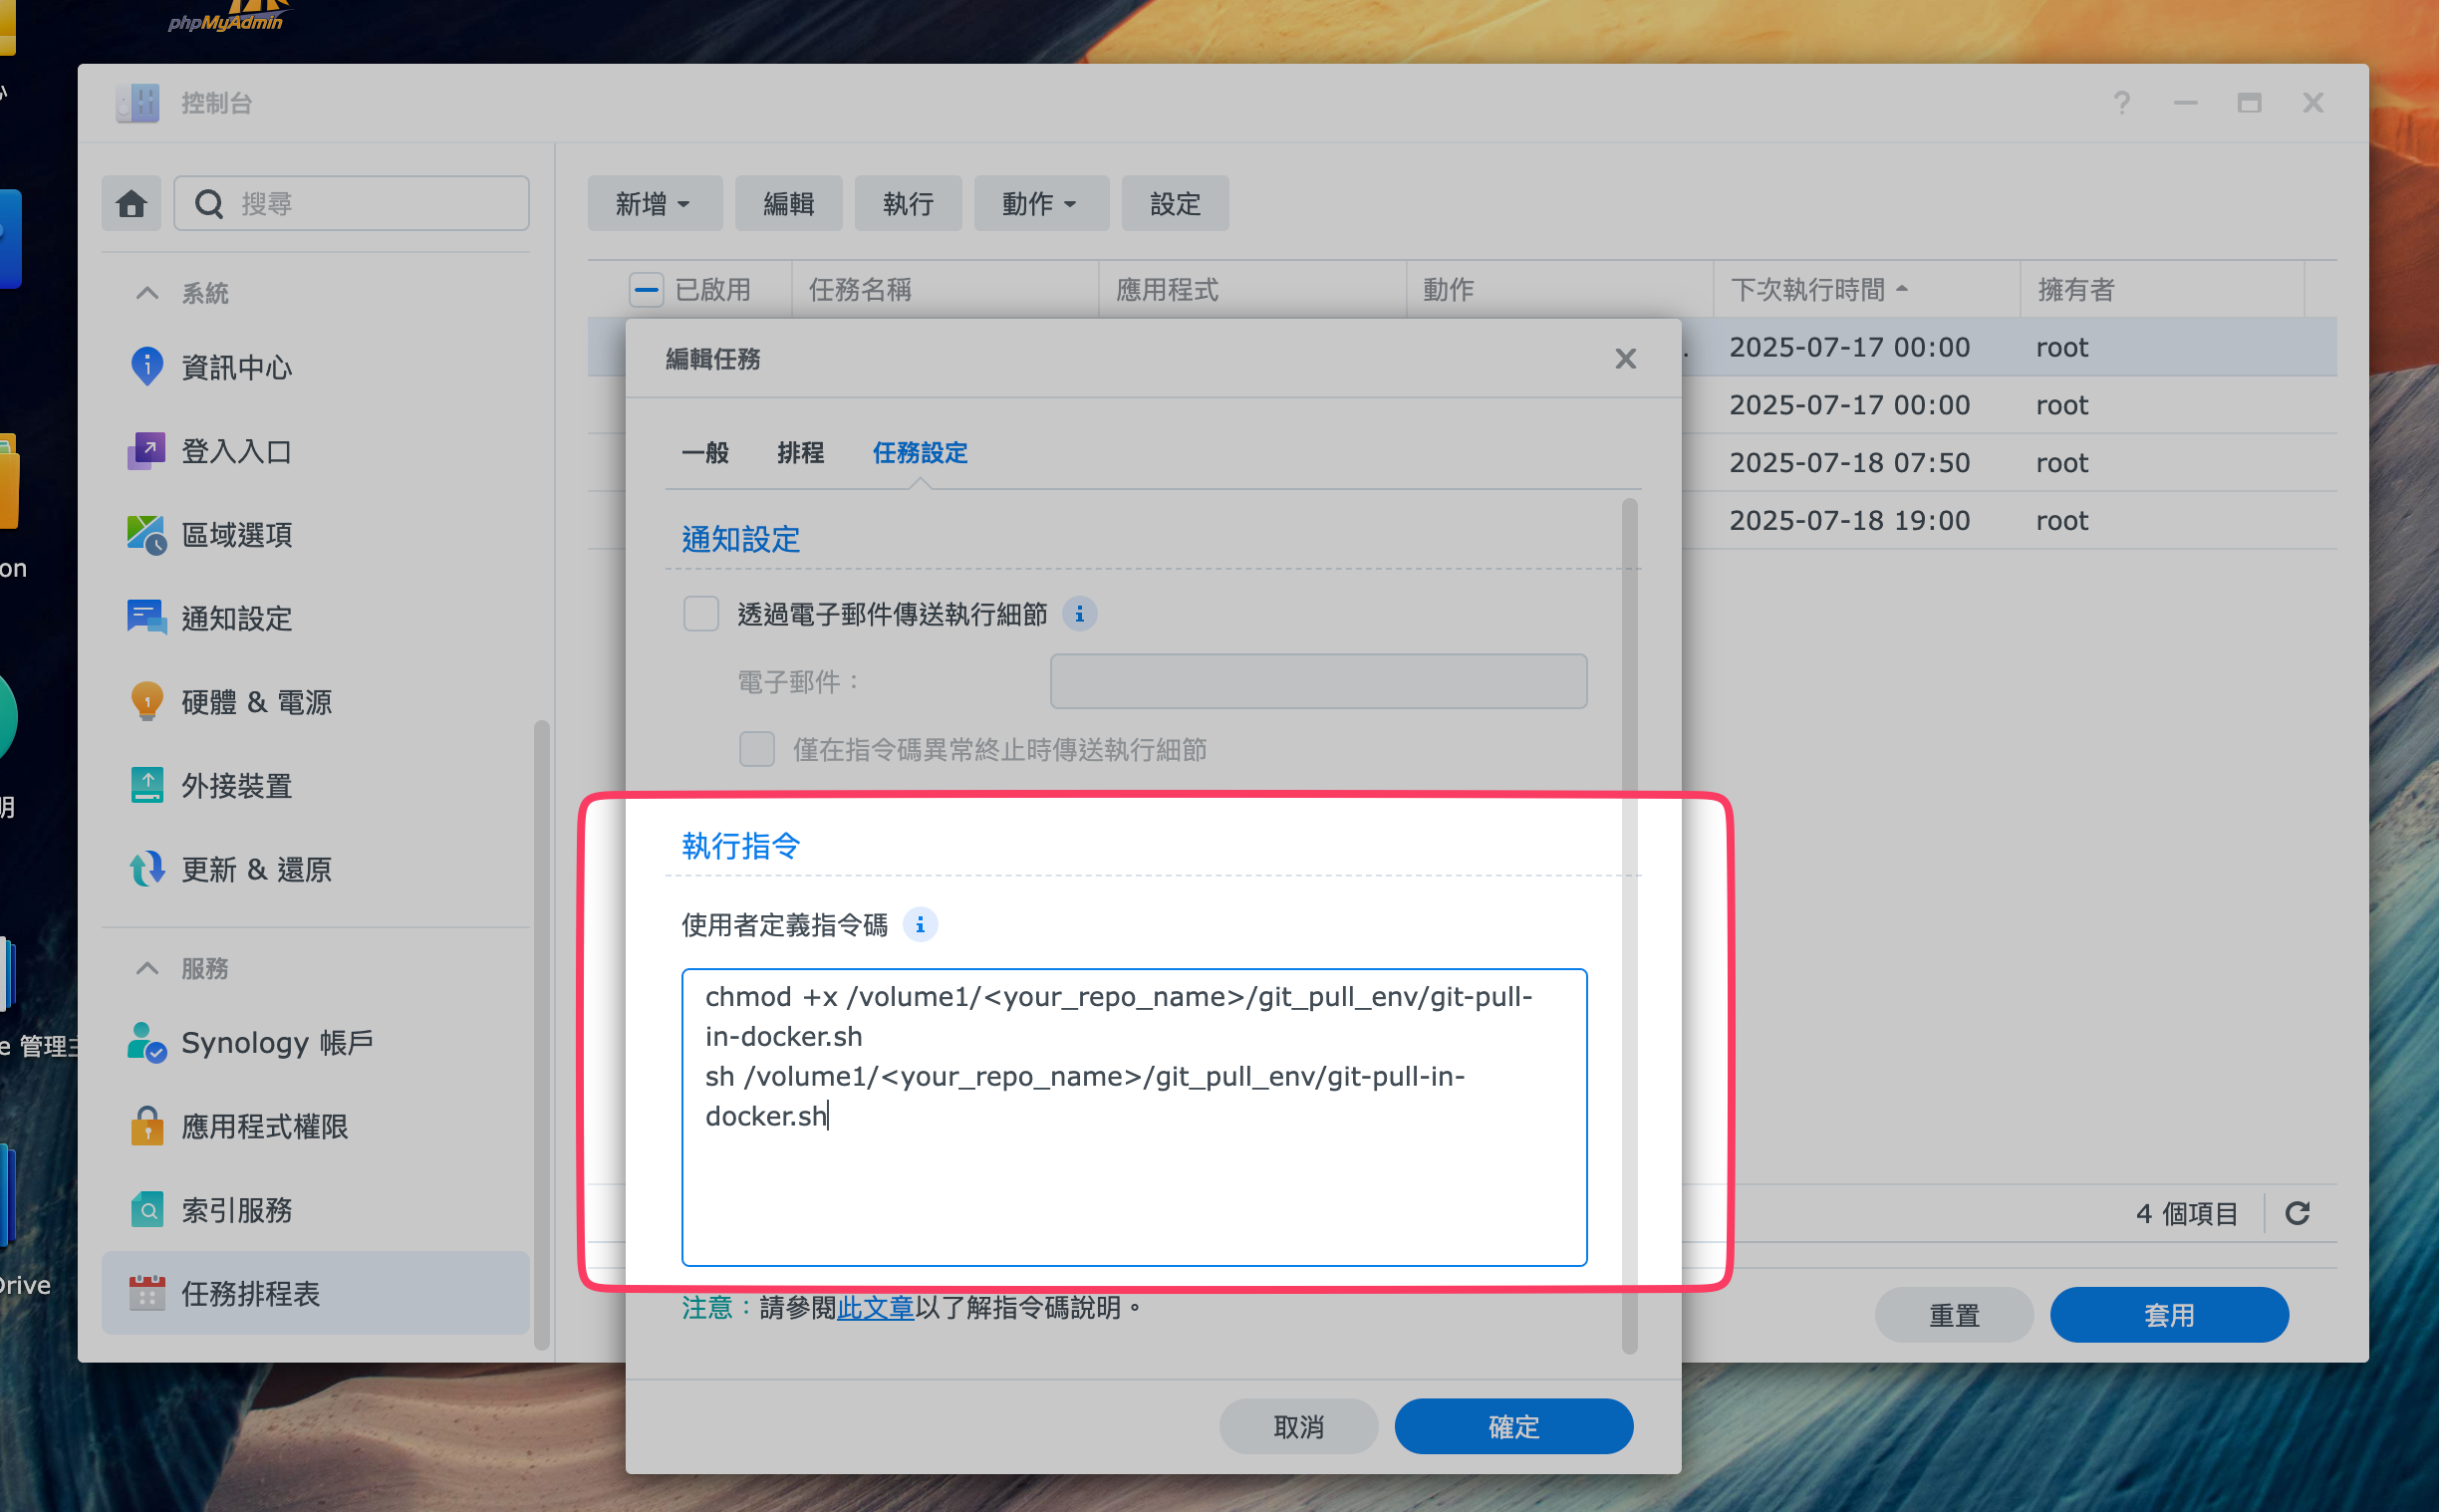 phpMyAdmin
控制台
搜尋
系統
資訊中心
登入入口
區域選項
通知設定
硬體 & 電源
外接裝置
更新 & 還原
服務
Synology 帳戶
應用程式權限
索引服務
任務排程表
新增
編輯
執行
動作
設定
已啟用 任務名稱 應用程式 動作 下次執行時間 擁有者
2025-07-17 00:00 root
2025-07-17 00:00 root
2025-07-18 07:50 root
2025-07-18 19:00 root
編輯任務
一般 排程 任務設定
通知設定
透過電子郵件傳送執行細節
電子郵件：
僅在指令碼異常終止時傳送執行細節
執行指令
使用者定義指令碼
chmod +x /volume1/<your_repo_name>/git_pull_env/git-pull-
in-docker.sh
sh /volume1/<your_repo_name>/git_pull_env/git-pull-in-
docker.sh
注意：請參閱此文章以了解指令碼說明。
取消
確定
4 個項目
重置
套用
on
明
e 管理主
Drive